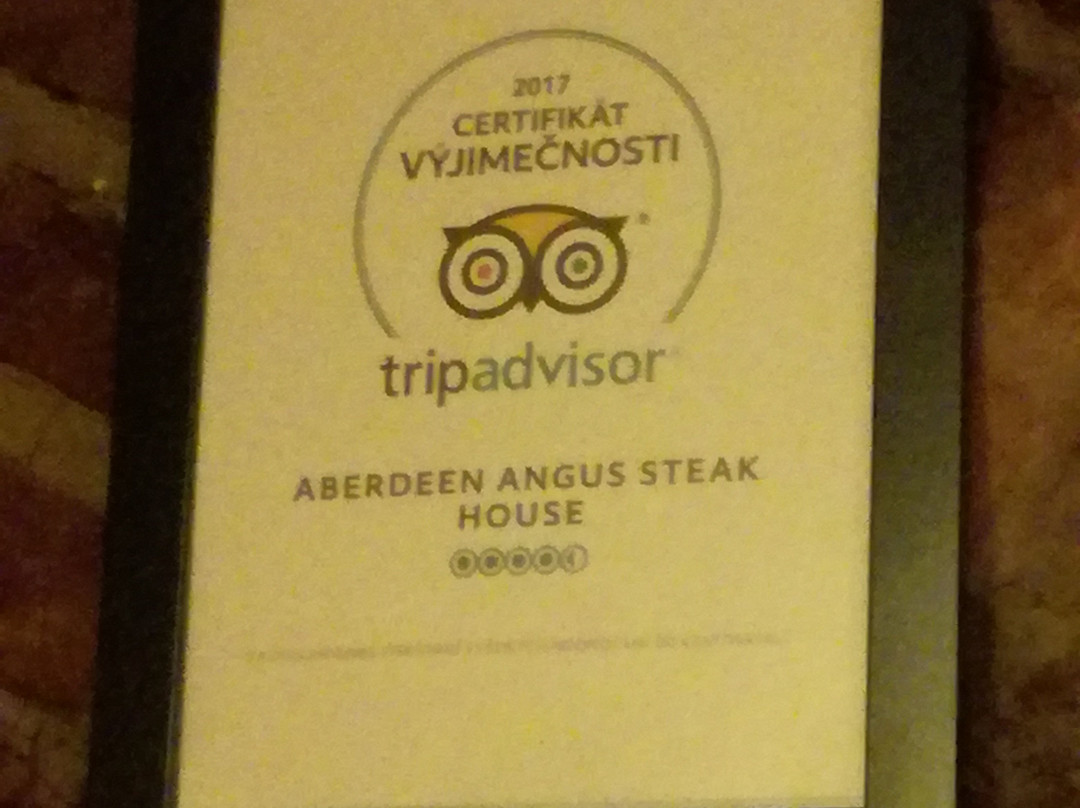 2017
CERTIFIKÁT
VÝJIMEČNOSTI
tripadvisor
ABERDEEN ANGUS STEAK
HOUSE